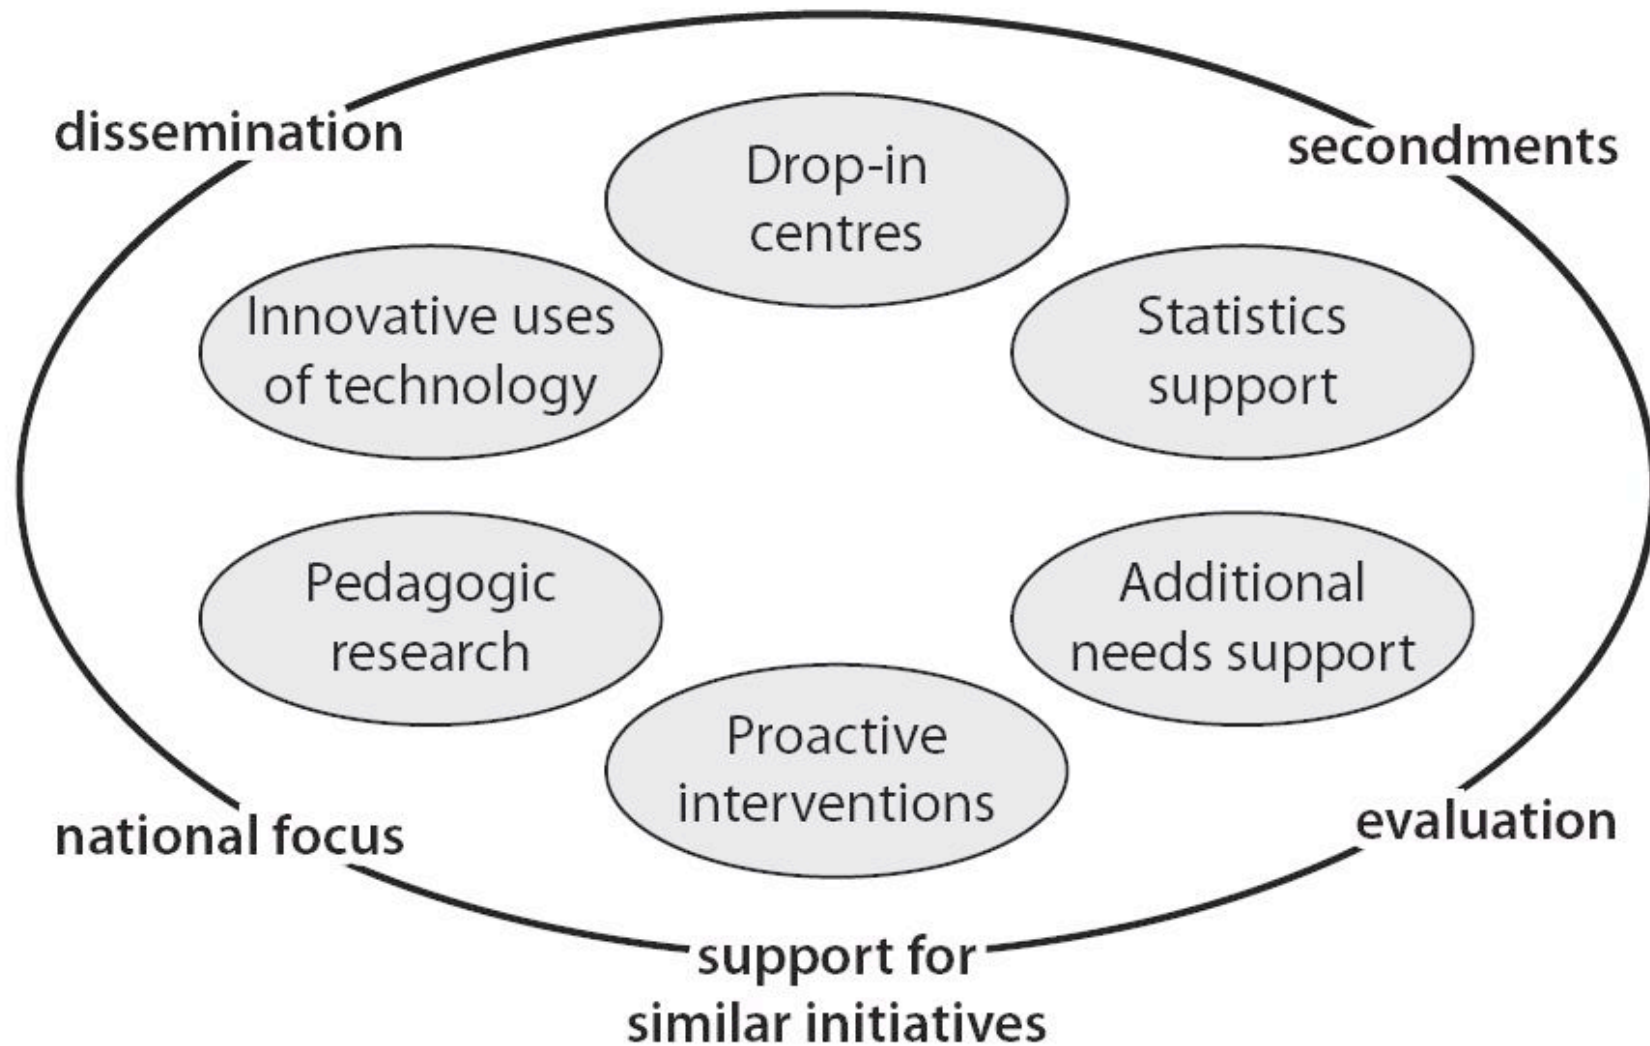 dissemination
secondments
Drop-in
centres
Innovative uses
of technology
Statistics
support
Pedagogic
research
Additional
needs support
Proactive
interventions
national focus
evaluation
support for
similar initiatives